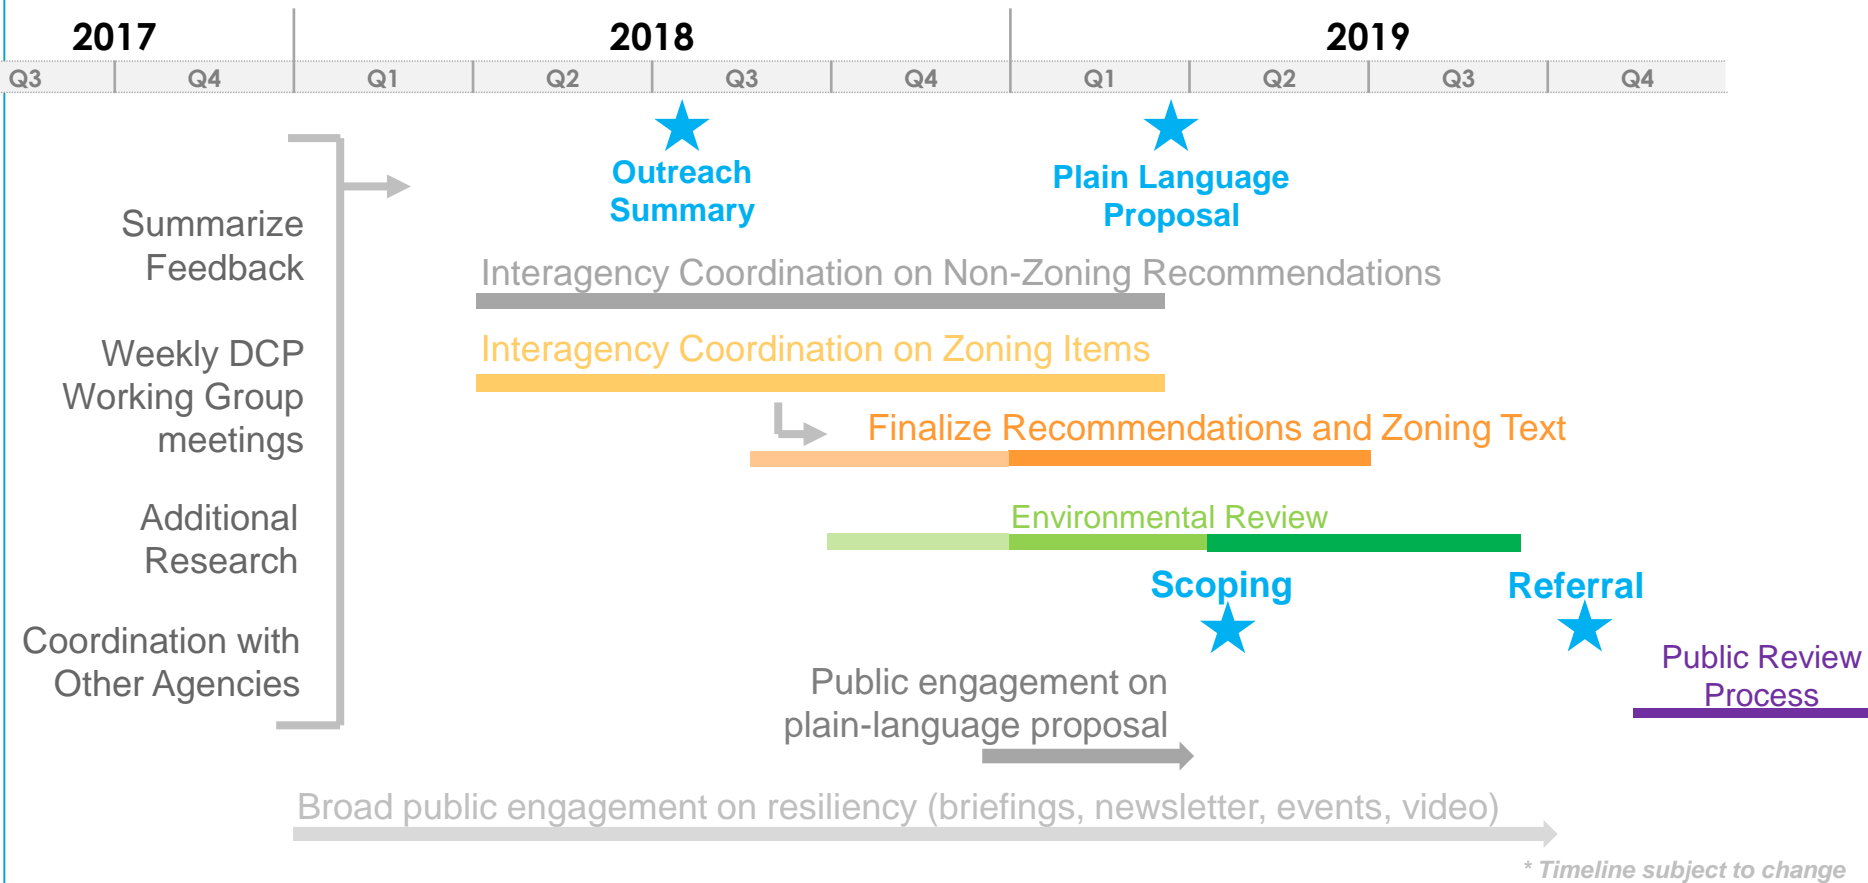 2017
2018
2019
Q3
Q4
Q1
Q2
Q3
Q4
Q1
Q2
Q3
Q4
Outreach
Summary
Plain Language
Proposal
Summarize
Feedback
Interagency Coordination on Non-Zoning Recommendations
Weekly DCP
Working Group
meetings
Interagency Coordination on Zoning Items
Finalize Recommendations and Zoning Text
Additional
Research
Environmental Review
Scoping
Referral
Coordination with
Other Agencies
Public engagement on
plain-language proposal
Public Review
Process
Broad public engagement on resiliency (briefings, newsletter, events, video)
* Timeline subject to change